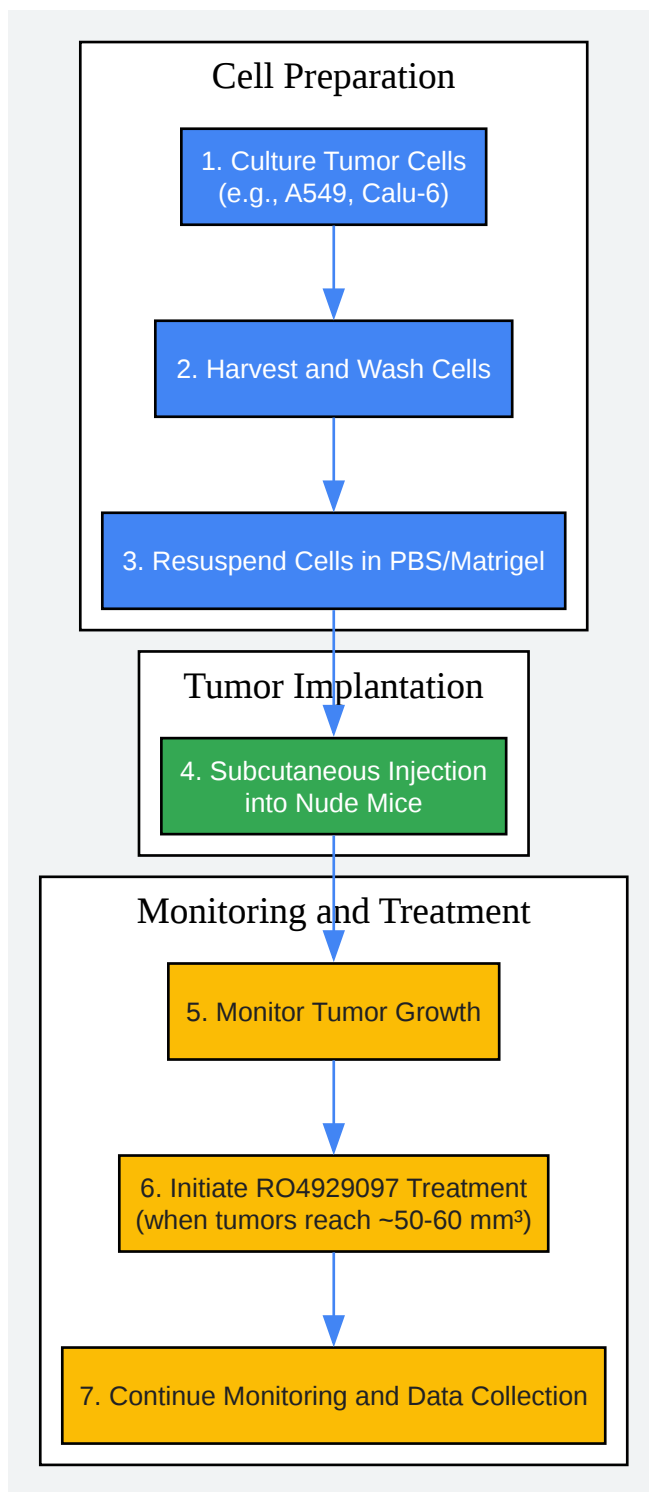 Cell Preparation
1. Culture Tumor Cells
(e.g., A549, Calu-6)
2. Harvest and Wash Cells
3. Resuspend Cells in PBS/Matrigel
Tumor Implantation
4. Subcutaneous Injection
into Nude Mice
Monitoring and Treatment
5. Monitor Tumor Growth
6. Initiate RO4929097 Treatment
(when tumors reach ~50-60 mm³)
7. Continue Monitoring and Data Collection